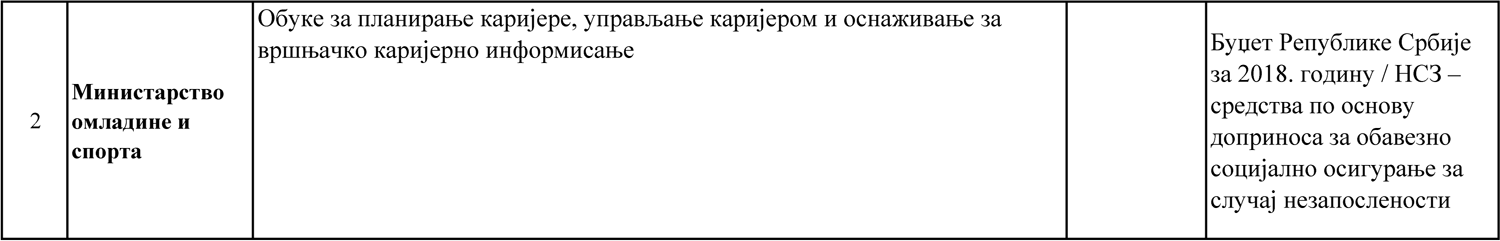 2
Министарство
омладине и
спорта
Обуке за планирање каријере, управљање каријером и оснаживање за
вршњачко каријерно информисање
Буџет Републике Србије
за 2018. годину / НСЗ –
средства по основу
доприноса за обавезно
социјално осигурање за
случај незапослености